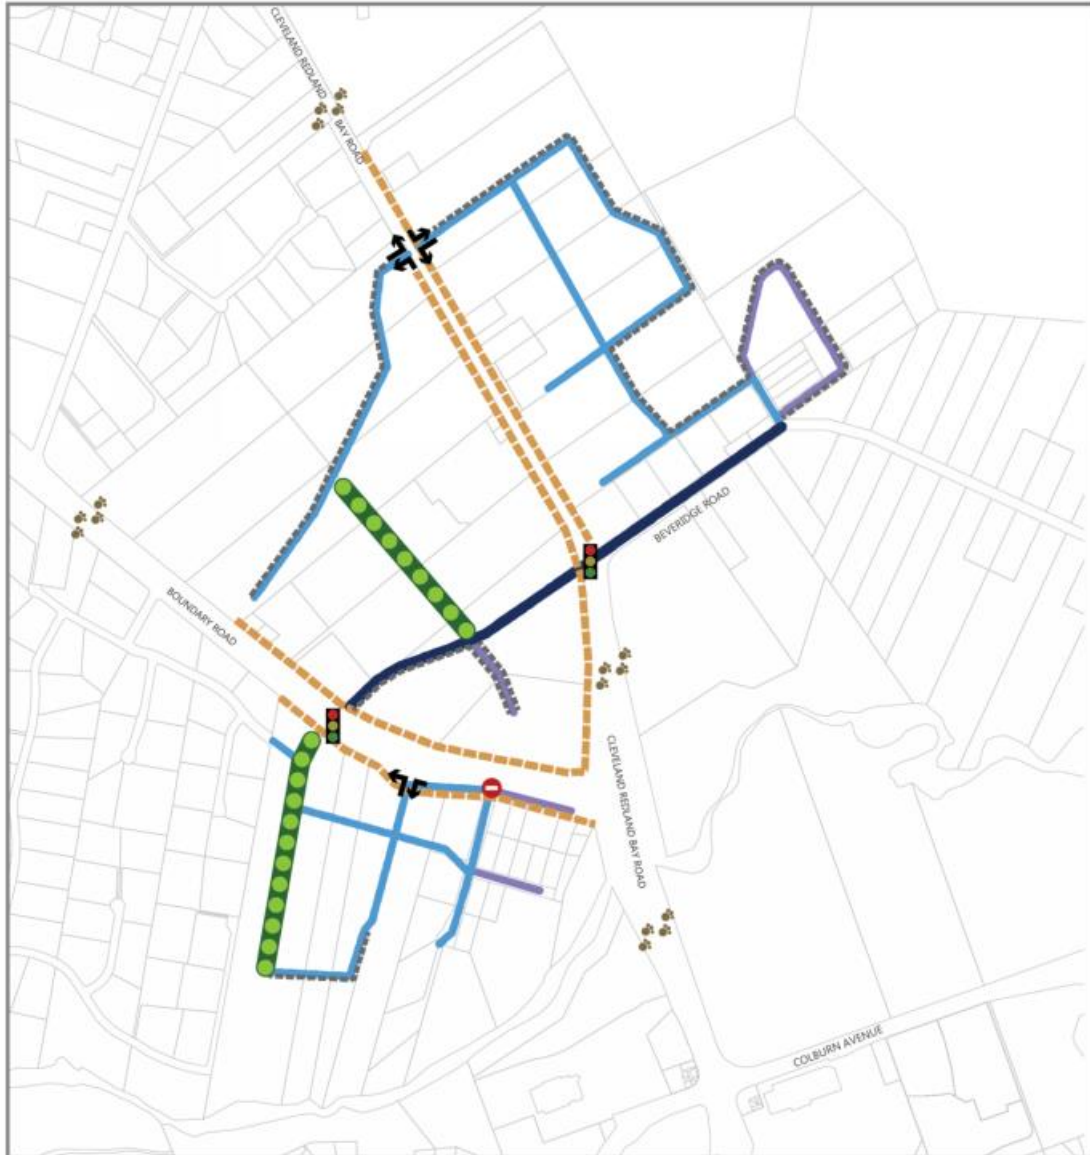 CLEVELAND REDLAND
BAY ROAD
BEVERIDGE ROAD
BOUNDARY ROAD
CLEVELAND REDLAND BAY ROAD
COLBURN AVENUE